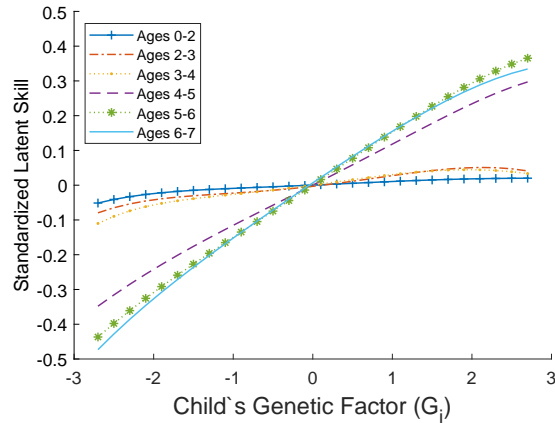 Ages 0-2
Ages 2-3
Ages 3-4
Ages 4-5
Ages 5-6
Ages 6-7
0.5
0.4
0.3
0.2
0.1
0
-0.1
-0.2
-0.3
-0.4
-0.5
Standardized Latent Skill
-3 -2 -1 0 1 2 3
Child`s Genetic Factor (Gi)